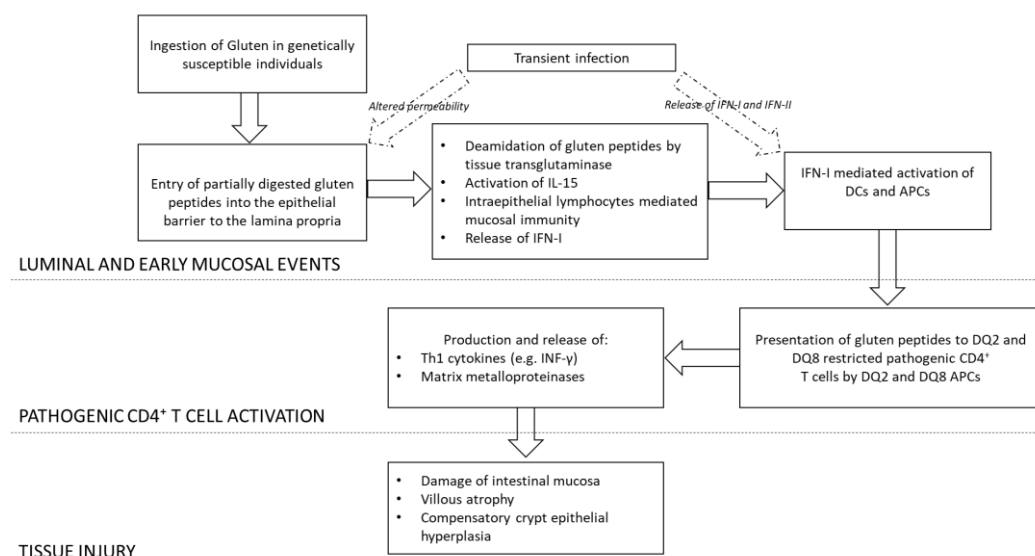 Ingestion of Gluten in genetically
susceptible individuals
Transient infection
Altered permeability
Release of IFN-I and IFN-II
Entry of partially digested gluten
peptides into the epithelial
barrier to the lamina propria
• Deamidation of gluten peptides by
tissue transglutaminase
• Activation of IL-15
• Intraepithelial lymphocytes mediated
mucosal immunity
• Release of IFN-I
IFN-I mediated activation of
DCs and APCs
LUMINAL AND EARLY MUCOSAL EVENTS
Production and release of:
• Th1 cytokines (e.g. INF-γ)
• Matrix metalloproteinases
Presentation of gluten peptides to DQ2 and
DQ8 restricted pathogenic CD4⁺
T cells by DQ2 and DQ8 APCs
PATHOGENIC CD4⁺ T CELL ACTIVATION
• Damage of intestinal mucosa
• Villous atrophy
• Compensatory crypt epithelial
hyperplasia
TISSUE INJURY